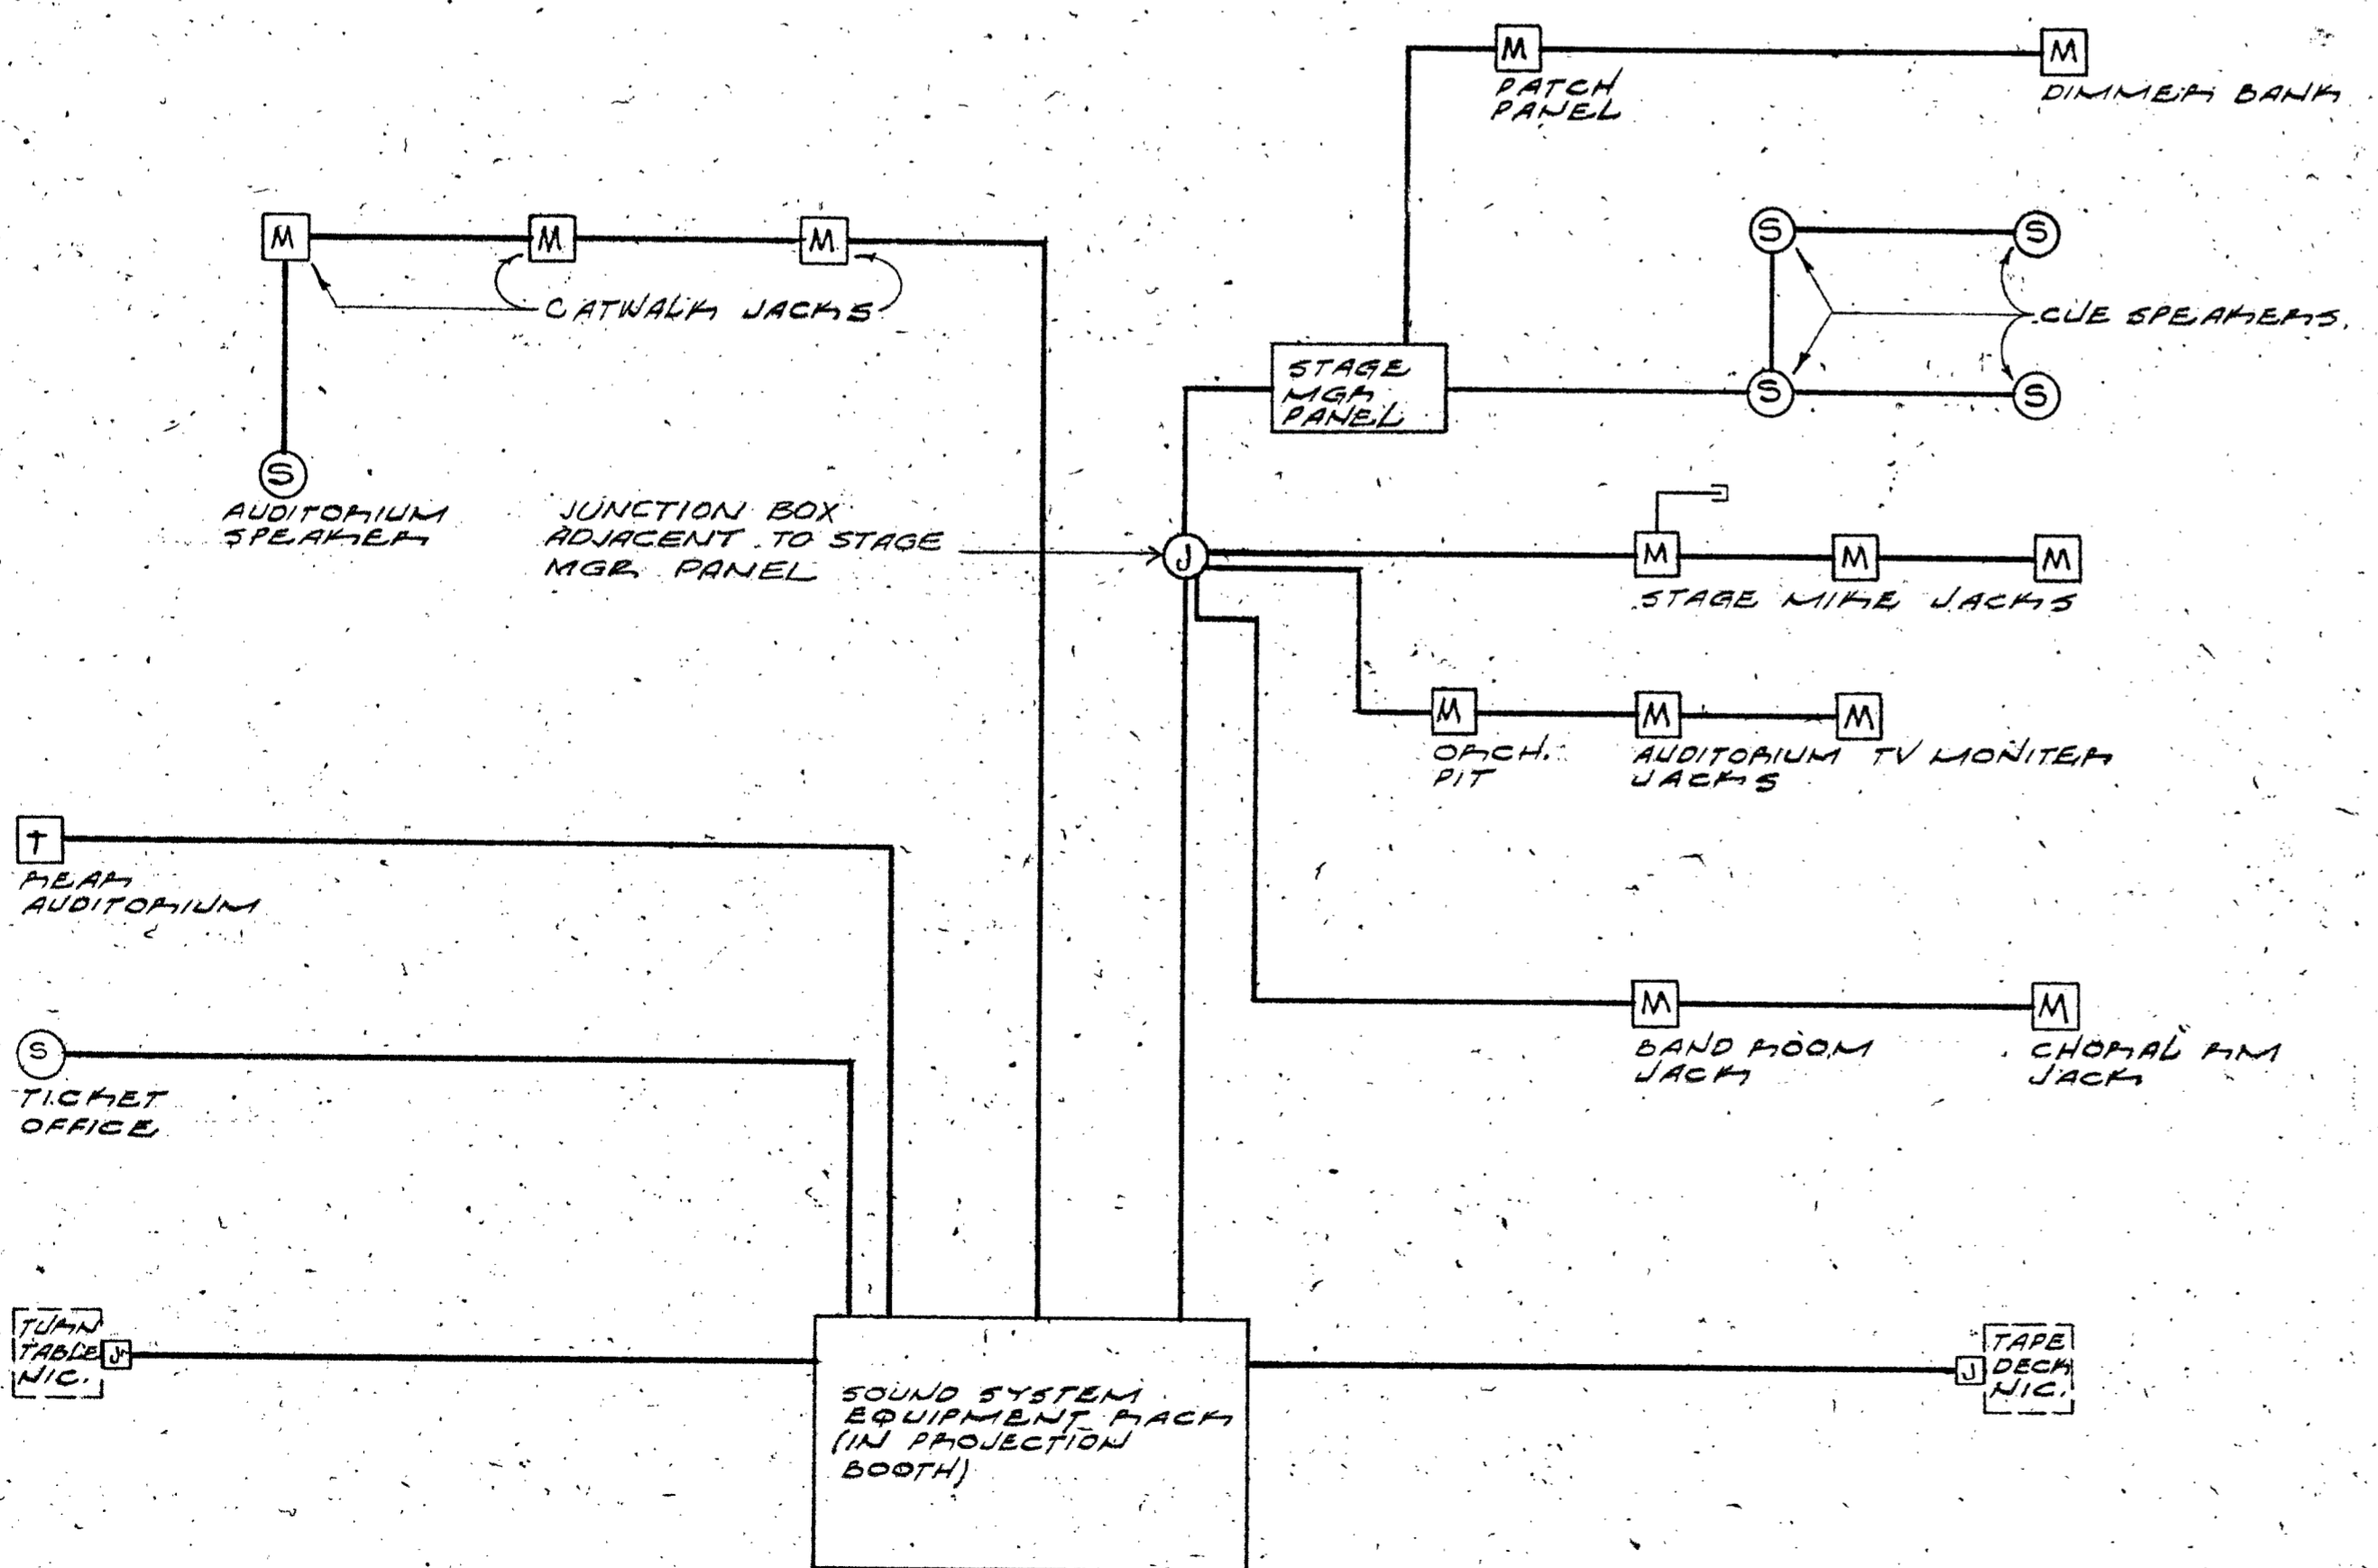 M
M
PATCH
PANEL
DIMMER BANK
M
M
M
S
S
CATWALK JACKS
CUE SPEAKERS.
STAGE
MGR
PANEL
S
S
S
AUDITORIUM
SPEAKER
JUNCTION BOX
ADJACENT TO STAGE
MGR PANEL
J
M
M
M
STAGE MIKE JACKS
M
M
M
ORCH.
PIT
AUDITORIUM TV MONITER
JACKS
T
REAR
AUDITORIUM
M
M
BAND ROOM
JACK
CHORAL RM
JACK
S
TICKET
OFFICE
TURN
TABLE
NIC.
J
SOUND SYSTEM
EQUIPMENT RACK
(IN PROJECTION
BOOTH)
J
TAPE
DECK
NIC.